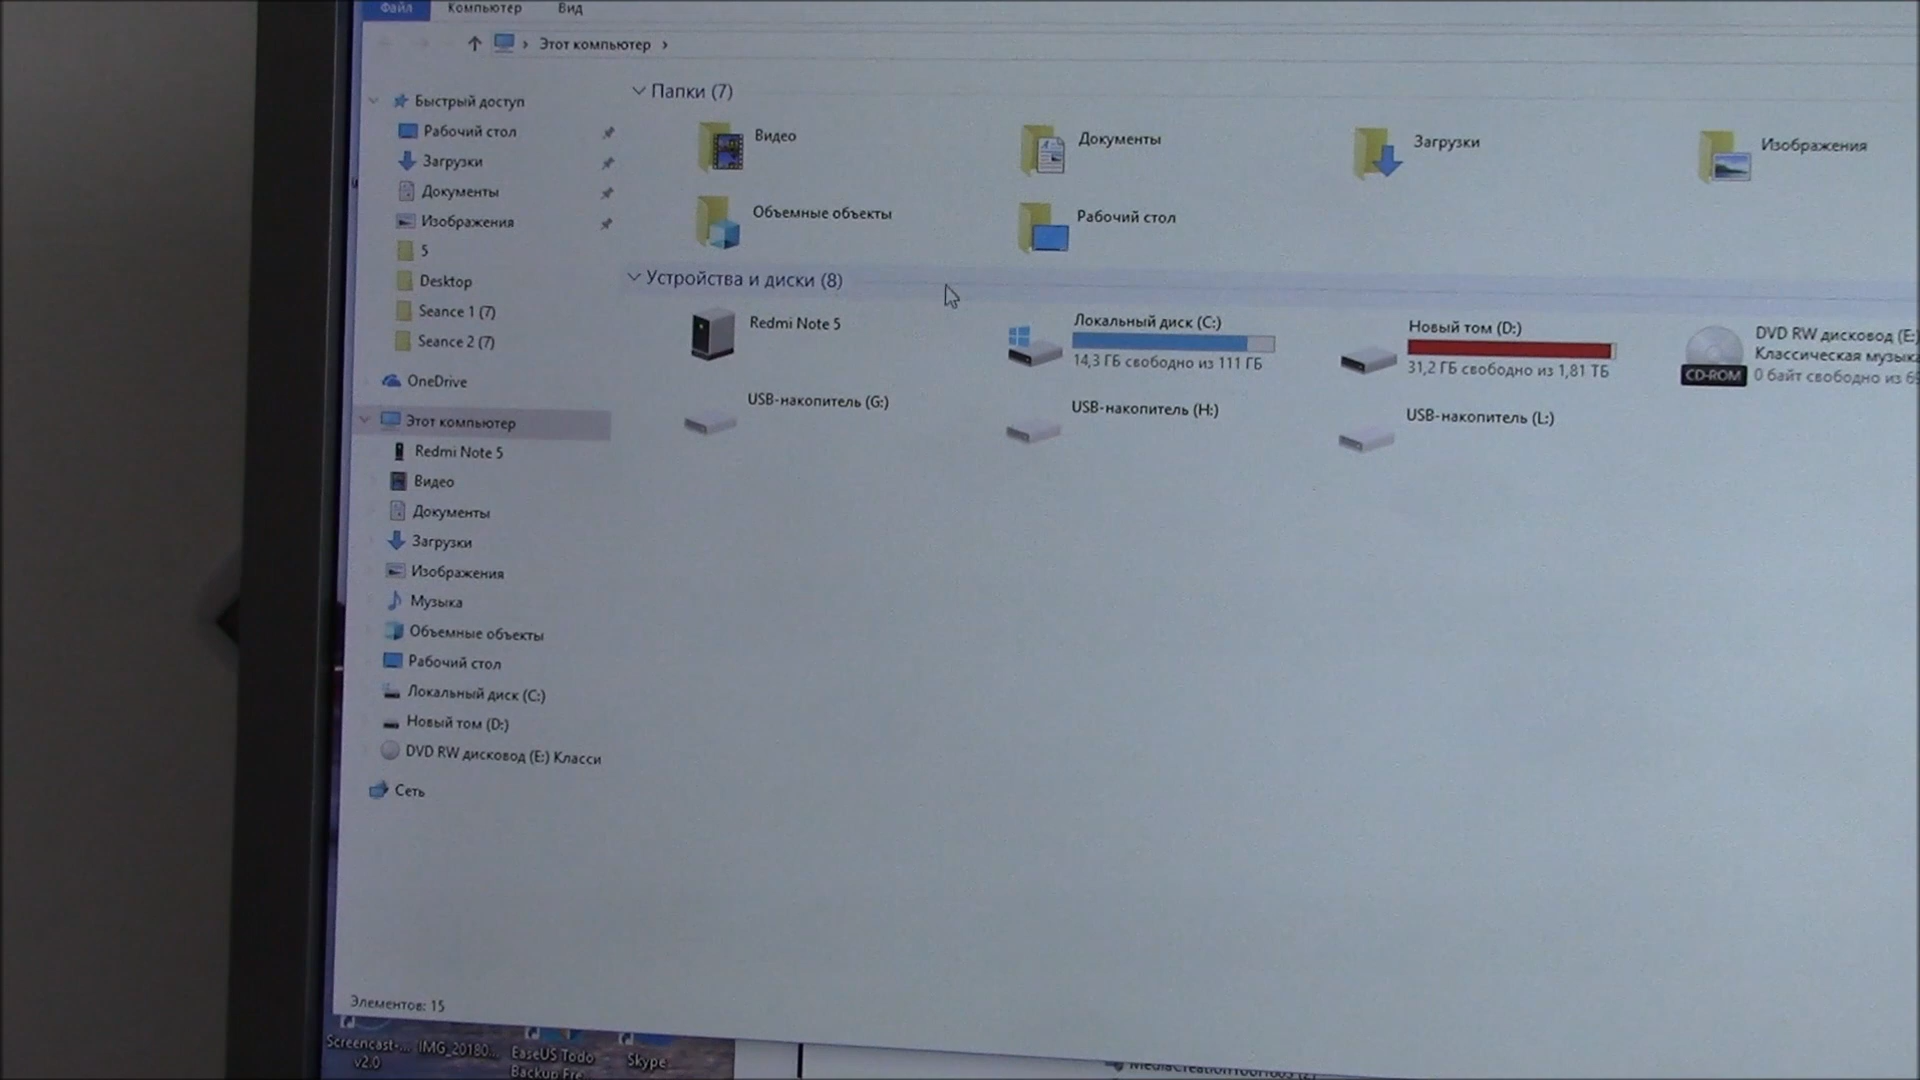 Файл Компьютер Вид
Этот компьютер
Быстрый доступ
Рабочий стол
Загрузки
Документы
Изображения
5
Desktop
Seance 1 (7)
Seance 2 (7)
OneDrive
Этот компьютер
Redmi Note 5
Видео
Документы
Загрузки
Изображения
Музыка
Объемные объекты
Рабочий стол
Локальный диск (C:)
Новый том (D:)
DVD RW дисковод (E:) Класси
Сеть
Папки (7)
Видео Документы Загрузки Изображения
Объемные объекты Рабочий стол
Устройства и диски (8)
Redmi Note 5
Локальный диск (C:)
14,3 ГБ свободно из 111 ГБ
Новый том (D:)
31,2 ГБ свободно из 1,81 ТБ
CD-ROM
DVD RW дисковод (E:
Классическая музыка
0 байт свободно из
USB-накопитель (G:) USB-накопитель (H:) USB-накопитель (L:)
Элементов: 15
Screencast-...
v2.0
IMG_20180...
EaseUS Todo
Backup Fre...
Skype